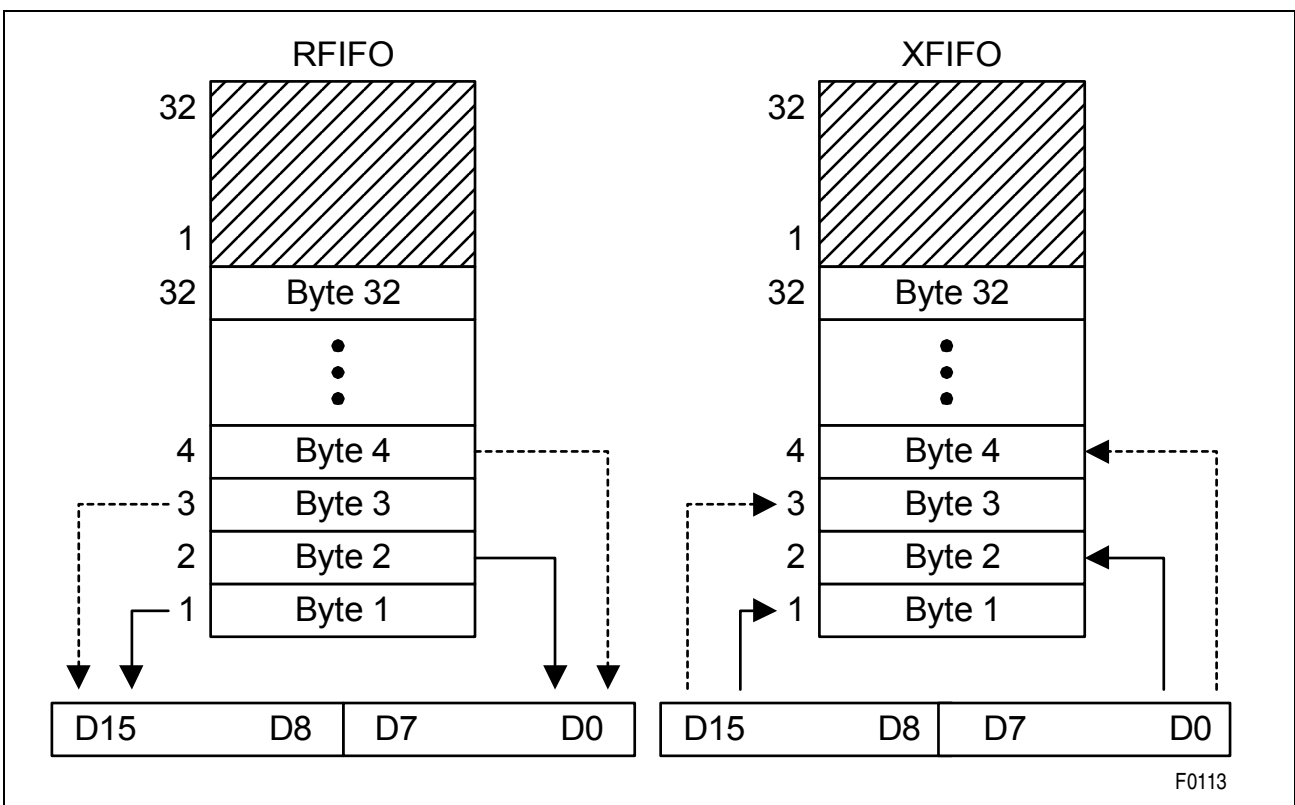 RFIFO XFIFO
32 32
1 1
32 Byte 32 32 Byte 32
4 Byte 4 4 Byte 4
3 Byte 3 3 Byte 3
2 Byte 2 2 Byte 2
1 Byte 1 1 Byte 1
D15 D8 D7 D0 D15 D8 D7 D0
F0113